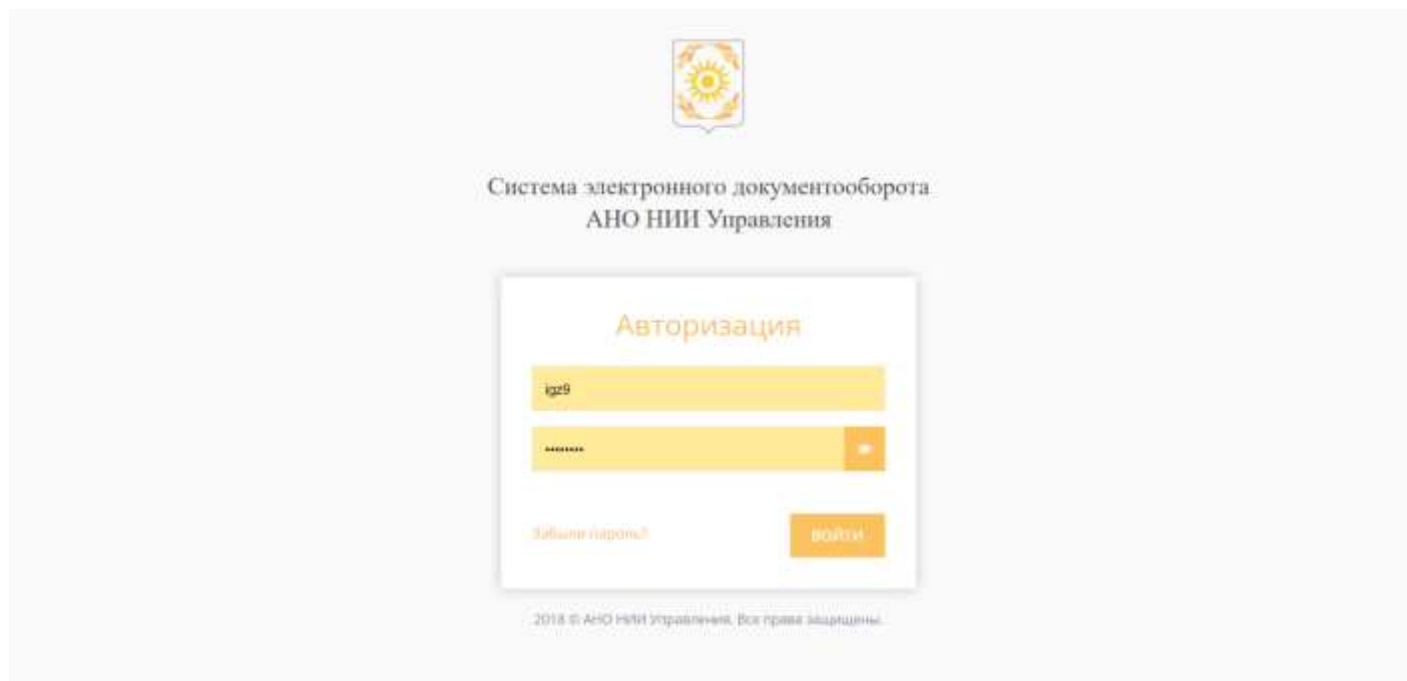 Система электронного документооборота
АНО НИИ Управления
Авторизация
igz9
Забыли пароль?
ВОЙТИ
2018 © АНО НИИ Управления. Все права защищены.